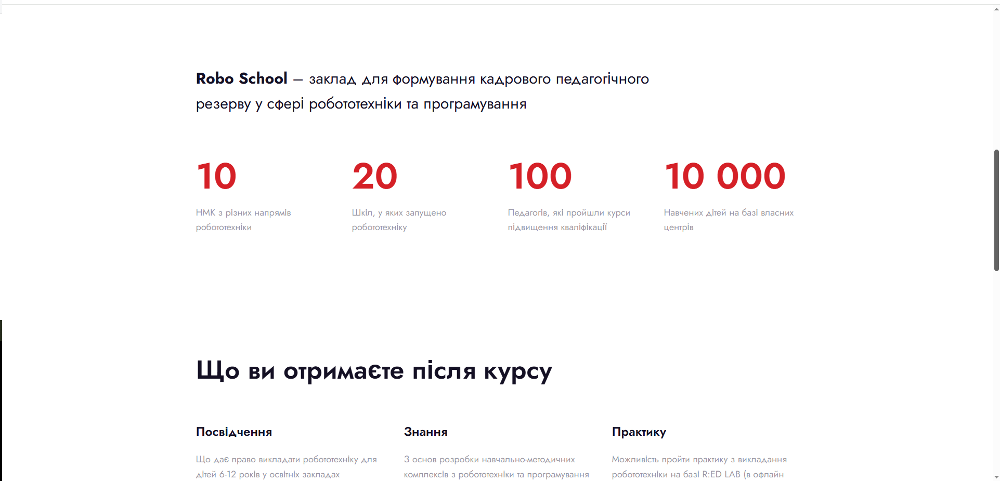 Robo School – заклад для формування кадрового педагогічного
резерву у сфері робототехніки та програмування
10
20
100
10 000
НМК з різних напрямів
робототехніки
Шкіл, у яких запущено
робототехніку
Педагогів, які пройшли курси
підвищення кваліфікації
Навчених дітей на базі власних
центрів
Що ви отримаєте після курсу
Посвідчення
Знання
Практику
Що дає право викладати робототехніку для
дітей 6-12 років у освітніх закладах
З основ розробки навчально-методичних
комплексів з робототехніки та програмування
Можливість пройти практику з викладання
робототехніки на базі R:ED LAB (в офлайн